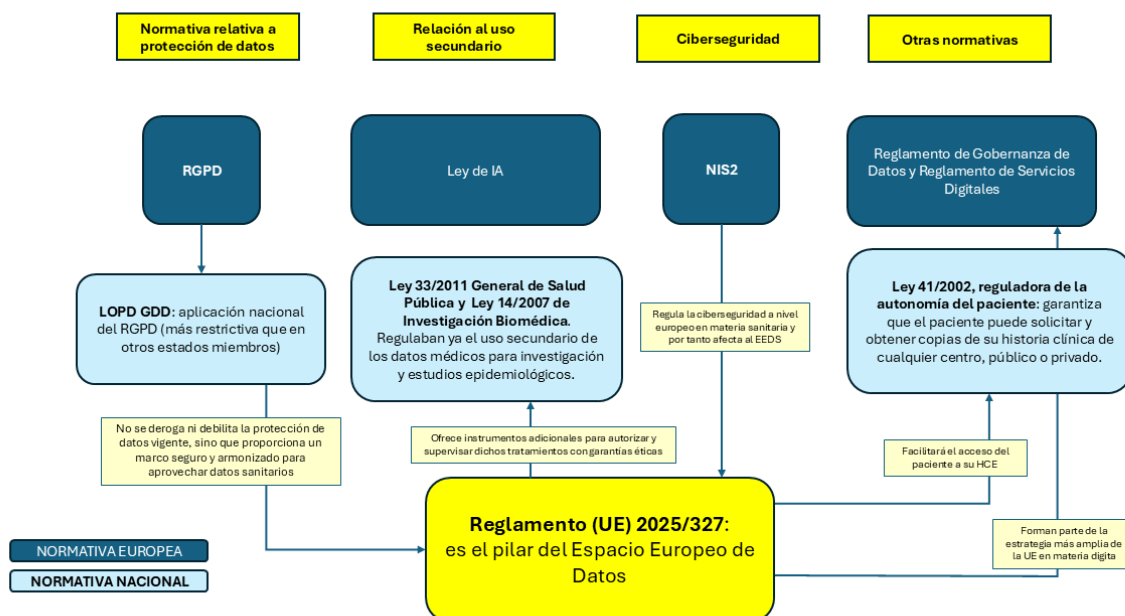 Normativa relativa a
protección de datos
Relación al uso
secundario
Ciberseguridad
Otras normativas
RGPD
Ley de IA
NIS2
Reglamento de Gobernanza de
Datos y Reglamento de Servicios
Digitales
LOPD GDD: aplicación nacional
del RGPD (más restrictiva que en
otros estados miembros)
Ley 33/2011 General de Salud
Pública y Ley 14/2007 de
Investigación Biomédica.
Regulaban ya el uso secundario de
los datos médicos para investigación
y estudios epidemiológicos.
Regula la ciberseguridad a nivel
europeo en materia sanitaria y
por tanto afecta al EEDS
Ley 41/2002, reguladora de la
autonomía del paciente: garantiza
que el paciente puede solicitar y
obtener copias de su historia clínica de
cualquier centro, público o privado.
No se deroga ni debilita la protección de
datos vigente, sino que proporciona un
marco seguro y armonizado para
aprovechar datos sanitarios
Ofrece instrumentos adicionales para autorizar y
supervisar dichos tratamientos con garantías éticas
Facilitará el acceso del
paciente a su HCE
Reglamento (UE) 2025/327:
es el pilar del Espacio Europeo de
Datos
Forman parte de la
estrategia más amplia de
la UE en materia digita
NORMATIVA EUROPEA
NORMATIVA NACIONAL